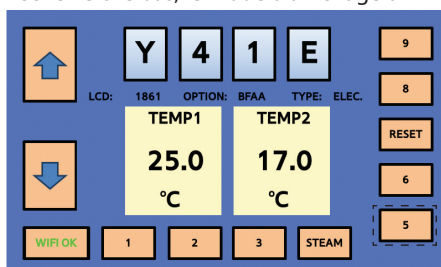 9
Y 4 1 E
8
LCD: 1861 OPTION: BFAA TYPE: ELEC.
TEMP1 TEMP2
RESET
25.0 17.0
°C °C
6
5
WIFI OK 1 2 3 STEAM